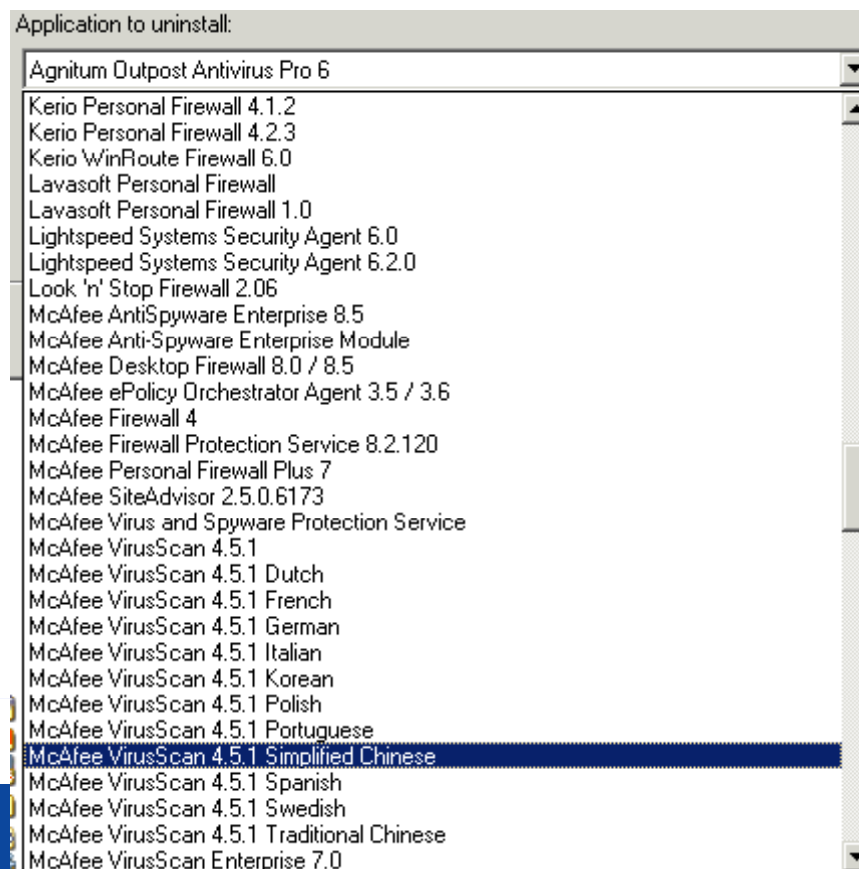 Application to uninstall:
Agnitum Outpost Antivirus Pro 6
Kerio Personal Firewall 4.1.2
Kerio Personal Firewall 4.2.3
Kerio WinRoute Firewall 6.0
Lavasoft Personal Firewall
Lavasoft Personal Firewall 1.0
Lightspeed Systems Security Agent 6.0
Lightspeed Systems Security Agent 6.2.0
Look 'n' Stop Firewall 2.06
McAfee AntiSpyware Enterprise 8.5
McAfee Anti-Spyware Enterprise Module
McAfee Desktop Firewall 8.0 / 8.5
McAfee ePolicy Orchestrator Agent 3.5 / 3.6
McAfee Firewall 4
McAfee Firewall Protection Service 8.2.120
McAfee Personal Firewall Plus 7
McAfee SiteAdvisor 2.5.0.6173
McAfee Virus and Spyware Protection Service
McAfee VirusScan 4.5.1
McAfee VirusScan 4.5.1 Dutch
McAfee VirusScan 4.5.1 French
McAfee VirusScan 4.5.1 German
McAfee VirusScan 4.5.1 Italian
McAfee VirusScan 4.5.1 Korean
McAfee VirusScan 4.5.1 Polish
McAfee VirusScan 4.5.1 Portuguese
McAfee VirusScan 4.5.1 Simplified Chinese
McAfee VirusScan 4.5.1 Spanish
McAfee VirusScan 4.5.1 Swedish
McAfee VirusScan 4.5.1 Traditional Chinese
McAfee VirusScan Enterprise 7.0